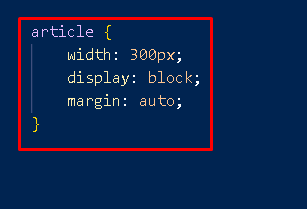 article {
    width: 300px;
    display: block;
    margin: auto;
}